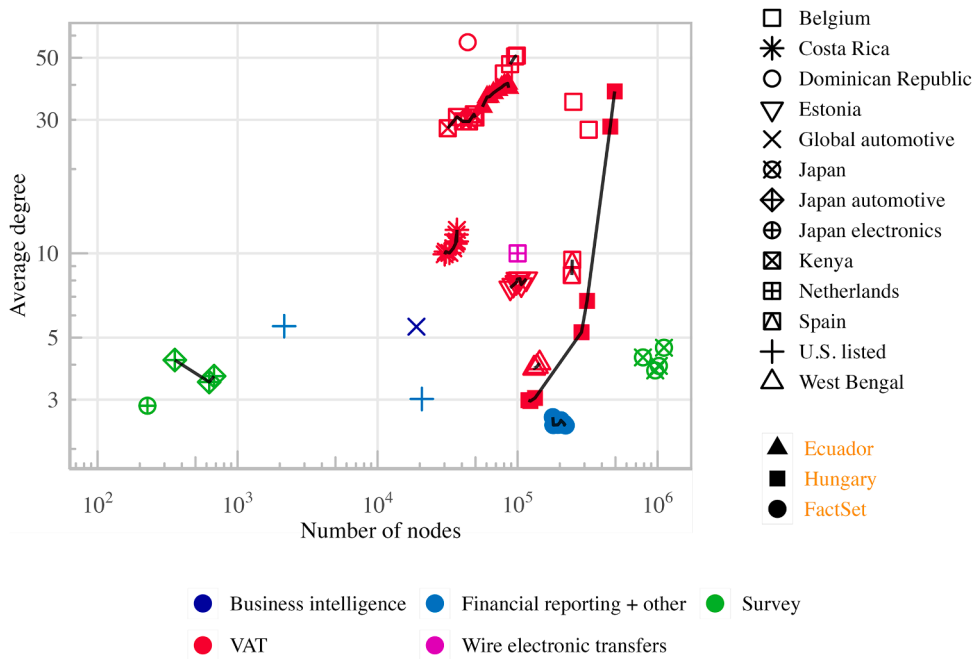 Average degree
50
30
10
5
3
10^2
10^3
10^4
10^5
10^6
Number of nodes
Belgium
Costa Rica
Dominican Republic
Estonia
Global automotive
Japan
Japan automotive
Japan electronics
Kenya
Netherlands
Spain
U.S. listed
West Bengal
Ecuador
Hungary
FactSet
Business intelligence
Financial reporting + other
Survey
VAT
Wire electronic transfers